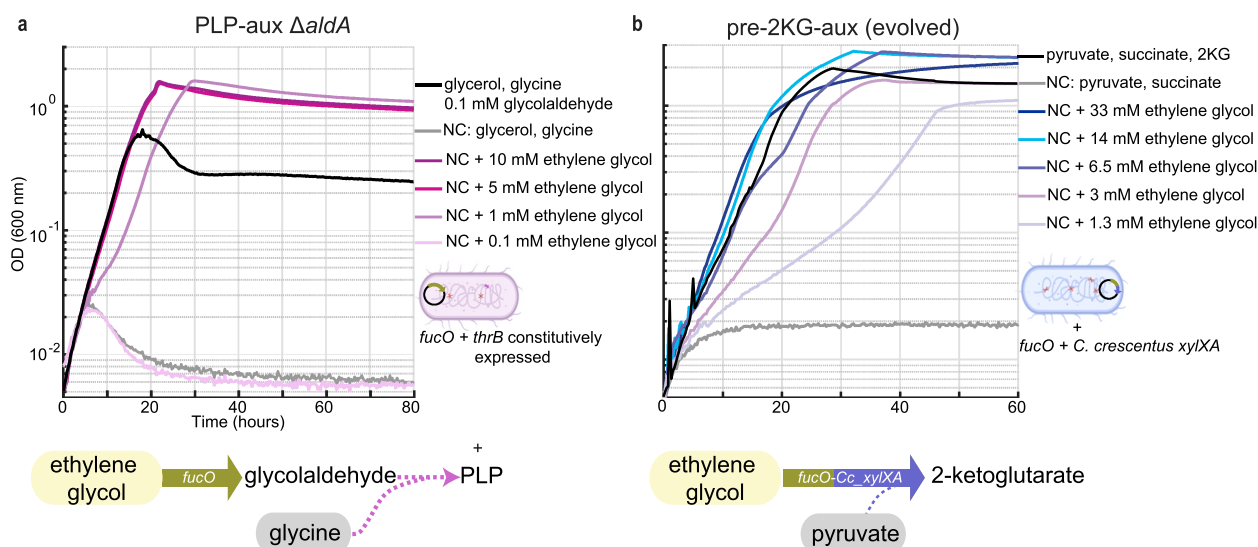 a
PLP-aux ΔaldA
OD (600 nm)
10⁰
10⁻¹
10⁻²
0
20
40
60
80
Time (hours)
glycerol, glycine
0.1 mM glycolaldehyde
NC: glycerol, glycine
NC + 10 mM ethylene glycol
NC + 5 mM ethylene glycol
NC + 1 mM ethylene glycol
NC + 0.1 mM ethylene glycol
fucO + thrB constitutively
expressed
ethylene
glycol
fucO
glycolaldehyde
+
PLP
glycine
b
pre-2KG-aux (evolved)
0
20
40
60
pyruvate, succinate, 2KG
NC: pyruvate, succinate
NC + 33 mM ethylene glycol
NC + 14 mM ethylene glycol
NC + 6.5 mM ethylene glycol
NC + 3 mM ethylene glycol
NC + 1.3 mM ethylene glycol
+
fucO + C. crescentus xylXA
ethylene
glycol
fucO-Cc_xylXA
2-ketoglutarate
pyruvate